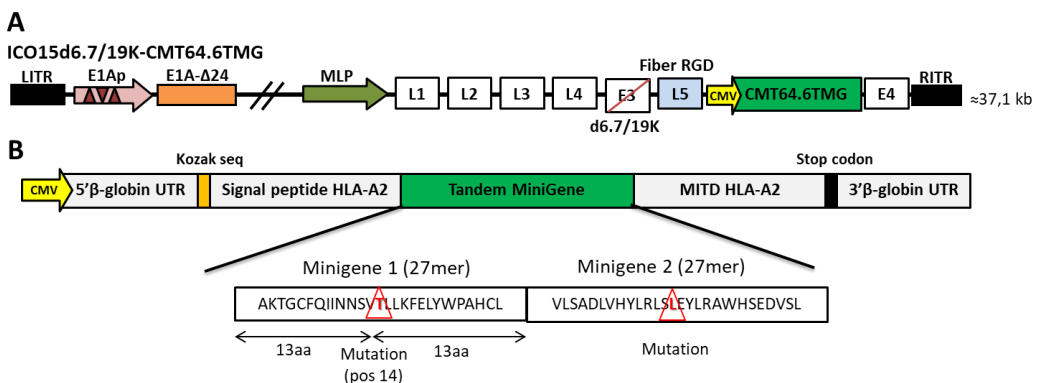 A
ICO15d6.7/19K-CMT64.6TMG
LITR E1Ap E1A-Δ24 MLP Fiber RGD RITR
L1 L2 L3 L4 E3 L5 CMV CMT64.6TMG E4 ≈37,1 kb
d6.7/19K
B
Kozak seq Stop codon
CMV 5'β-globin UTR Signal peptide HLA-A2 Tandem MiniGene MITD HLA-A2 3'β-globin UTR
Minigene 1 (27mer) Minigene 2 (27mer)
AKTGCFQIINNSVTLLKFELYWPAHCL VLSADLVHYLRLSLEYLRAWHSEDVSL
13aa Mutation 13aa Mutation
(pos 14)